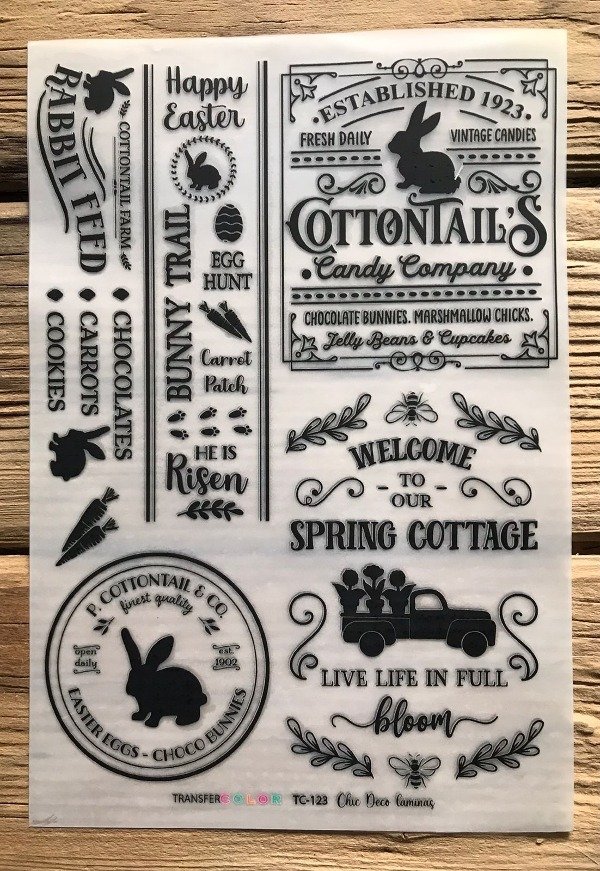 COTTONTAIL FARM
RABBIT FEED
CHOCOLATES
CARROTS
COOKIES
Happy
Easter
BUNNY TRAIL
EGG
HUNT
Carrot
Patch
HE IS
Risen
•ESTABLISHED 1923•
FRESH DAILY
VINTAGE CANDIES
COTTONTAIL'S
•Candy Company•
CHOCOLATE BUNNIES. MARSHMALLOW CHICKS.
Jelly Beans & Cupcakes
WELCOME
- TO -
OUR
SPRING COTTAGE
LIVE LIFE IN FULL
bloom
P. COTTONTAIL & CO.
finest quality
open
daily
est.
1902
EASTER EGGS - CHOCO BUNNIES
TRANSFERCOLOR TC-123 Chic Deco Laminas